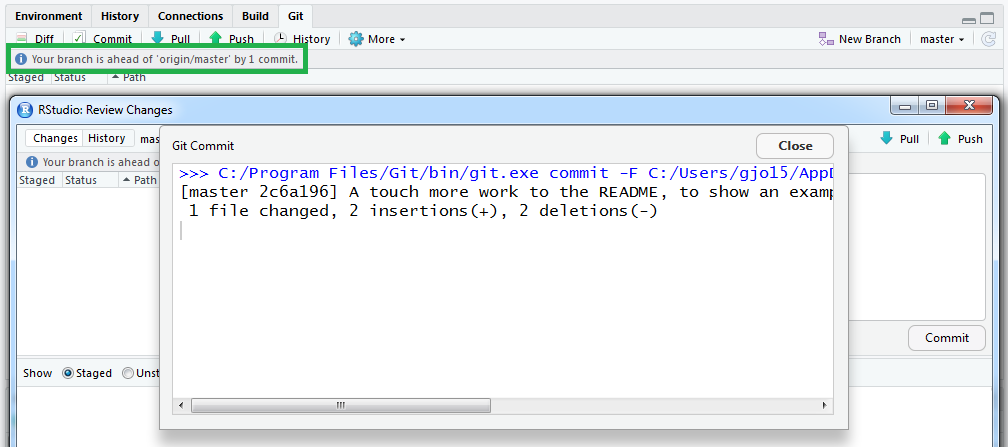 Environment History Connections Build Git
Diff Commit Pull Push History More New Branch master
Your branch is ahead of 'origin/master' by 1 commit.
Staged Status Path
RStudio: Review Changes
Changes History mas Pull Push
Your branch is ahead o
Staged Status Path
Git Commit Close
>>> C:/Program Files/Git/bin/git.exe commit -F C:/Users/gjo15/AppD
[master 2c6a196] A touch more work to the README, to show an examp
1 file changed, 2 insertions(+), 2 deletions(-)
Commit
Show Staged Unst